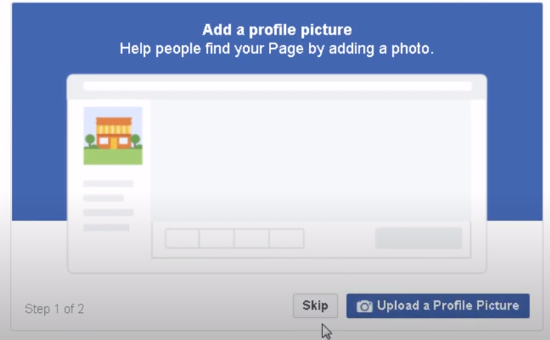 Add a profile picture
Help people find your Page by adding a photo.
Step 1 of 2
Skip
Upload a Profile Picture